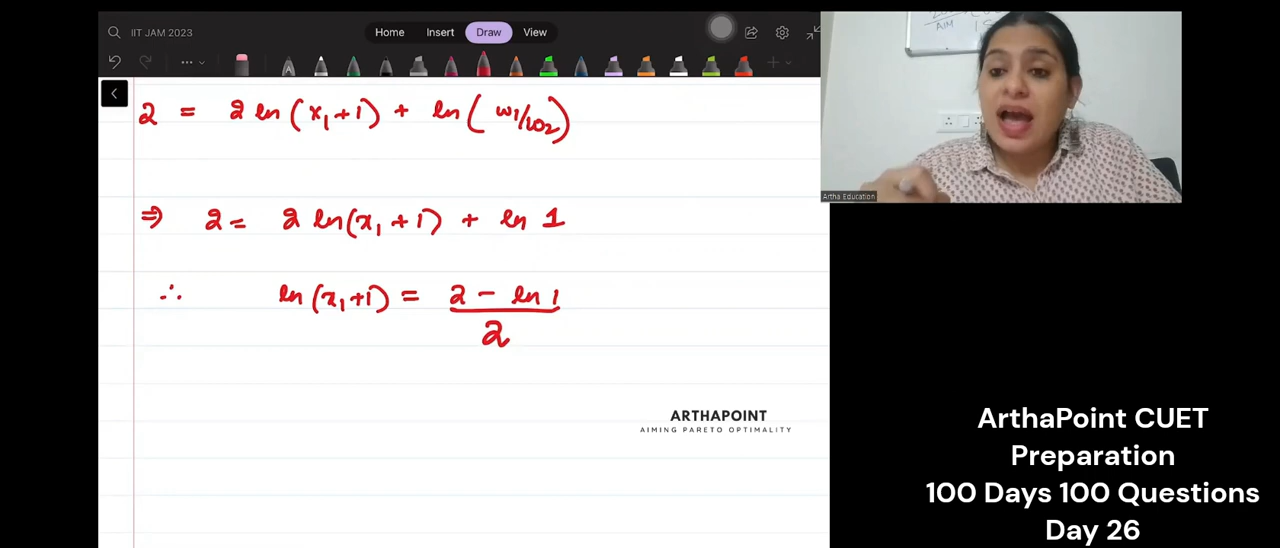 IIT JAM 2023
Home Insert Draw View
2 = 2 ln(x₁+1) + ln(w1/w2)
⇒ 2 = 2 ln(x₁+1) + ln 1
∴ ln(x₁+1) = 2 - ln 1
2
ARTHAPOINT
AIMING PARETO OPTIMALITY
AIM
Artha Education
ArthaPoint CUET
Preparation
100 Days 100 Questions
Day 26